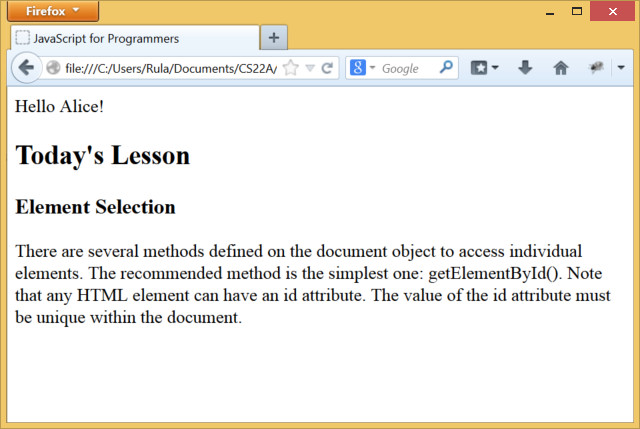 Firefox
JavaScript for Programmers
file:///C:/Users/Rula/Documents/CS22A/
Google
Hello Alice!
Today's Lesson
Element Selection
There are several methods defined on the document object to access individual
elements. The recommended method is the simplest one: getElementById(). Note
that any HTML element can have an id attribute. The value of the id attribute must
be unique within the document.